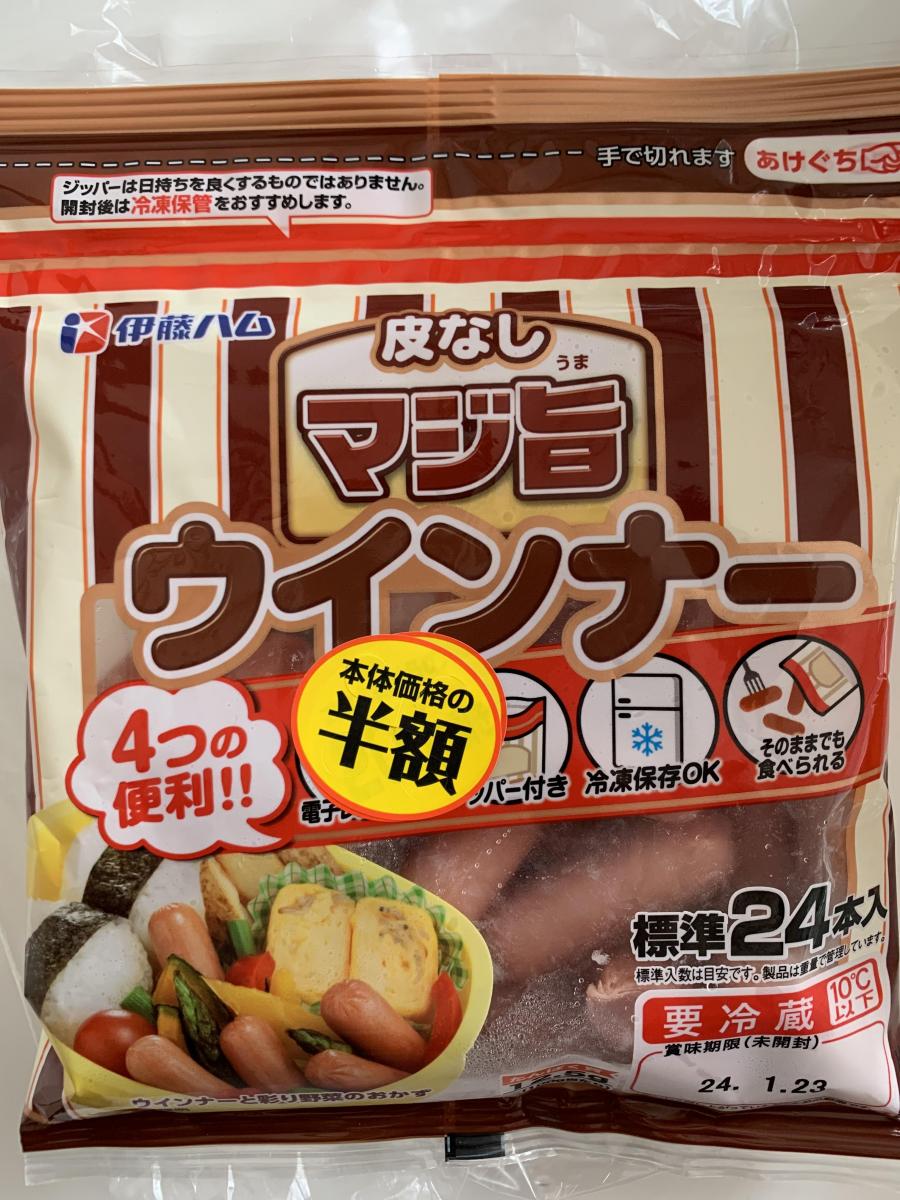 手で切れます
あけぐち
ジッパーは日持ちを良くするものではありません。
開封後は冷凍保管をおすすめします。
伊藤ハム
皮なし
うま
マジ旨
ウインナー
4つの
便利!!
本体価格の
半額
電子
ッパー付き
冷凍保存OK
そのままでも
食べられる
標準24本入
標準入数は目安です。製品は重量で管理しています。
要冷蔵
10℃
以下
賞味期限(未開封)
24. 1.23
ウインナーと彩り野菜のおかず